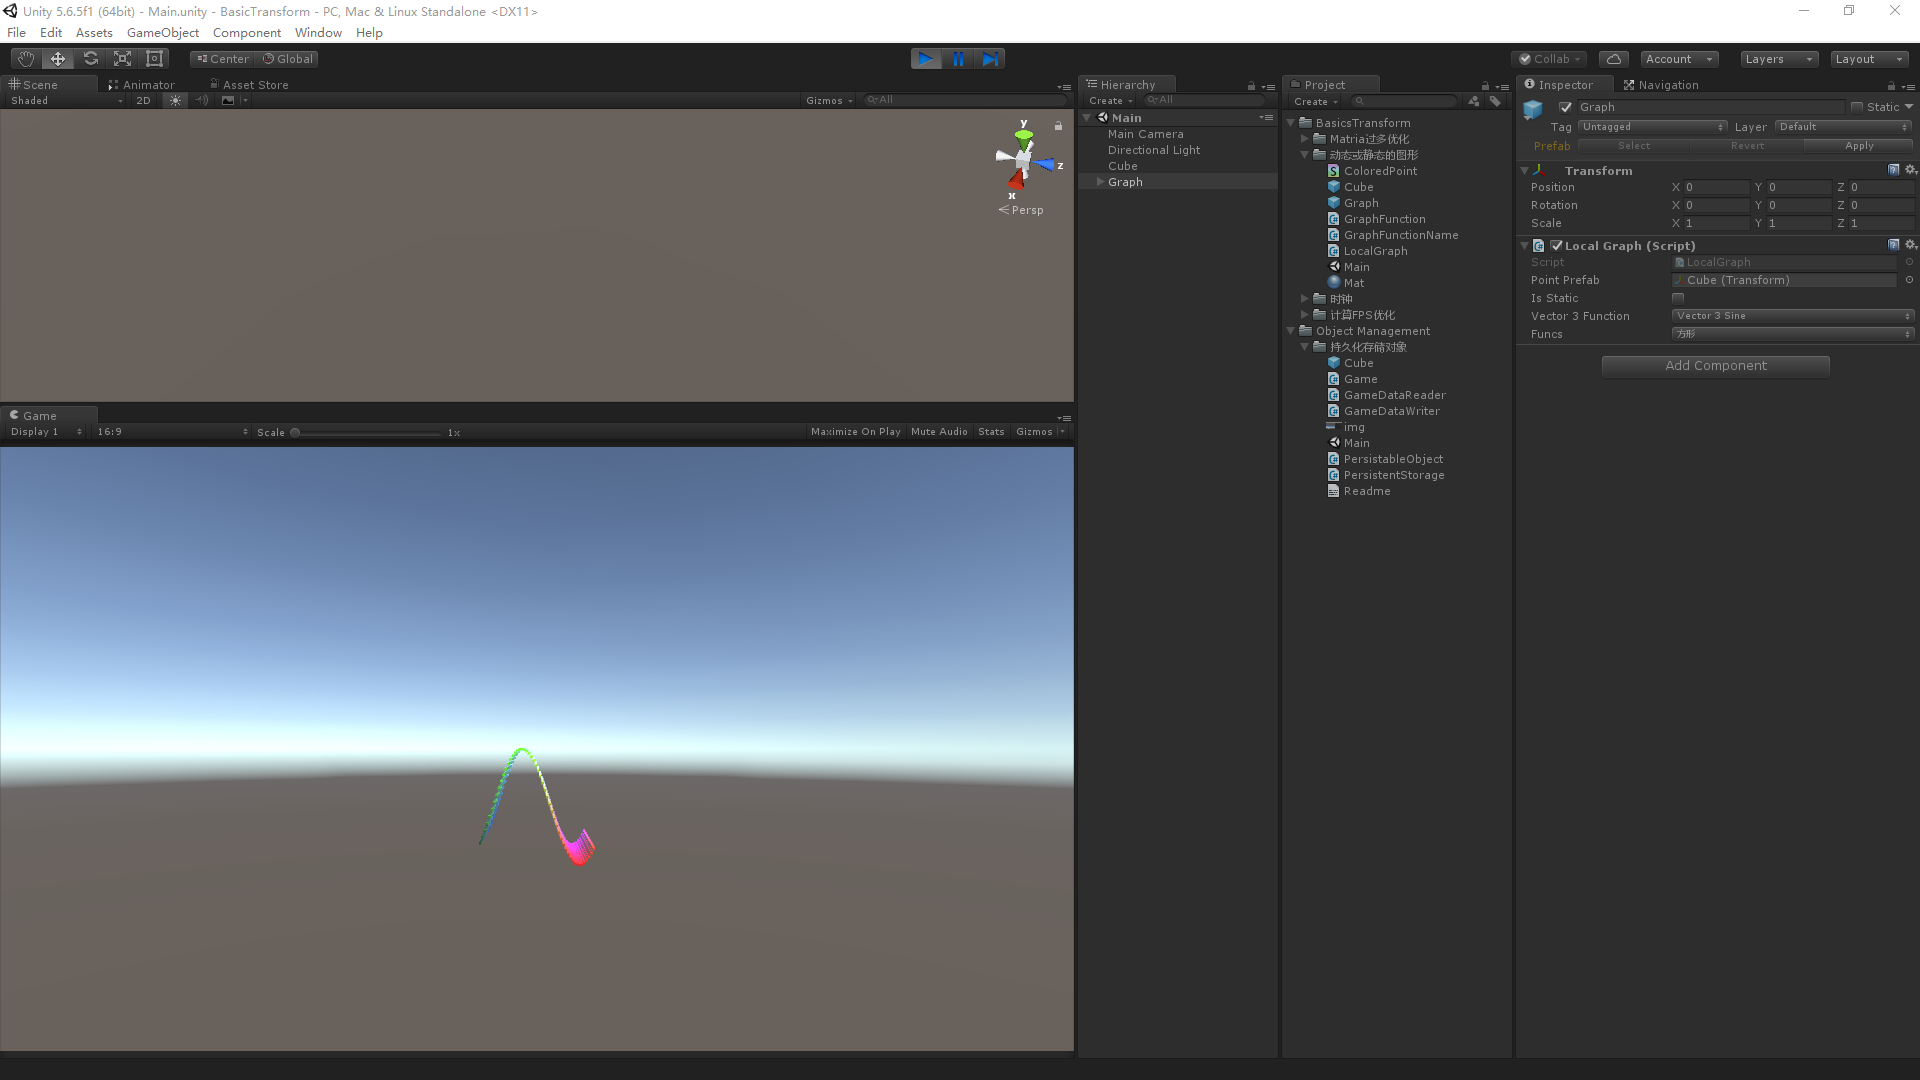 Unity 5.6.5f1 (64bit) - Main.unity - BasicTransform - PC, Mac & Linux Standalone <DX11>
File Edit Assets GameObject Component Window Help
Center Global Collab Account Layers Layout
Scene Animator Asset Store
Shaded 2D Gizmos All
y
z
x
Persp
Game
Display 1 16:9 Scale 1x Maximize On Play Mute Audio Stats Gizmos
Hierarchy
Create All
Main
Main Camera
Directional Light
Cube
Graph
Project
Create
BasicsTransform
Matria过多优化
动态或静态的图形
ColoredPoint
Cube
Graph
GraphFunction
GraphFunctionName
LocalGraph
Main
Mat
时钟
计算FPS优化
Object Management
持久化存储对象
Cube
Game
GameDataReader
GameDataWriter
img
Main
PersistableObject
PersistentStorage
Readme
Inspector Navigation
Graph Static
Tag Untagged Layer Default
Prefab Select Revert Apply
Transform
Position X 0 Y 0 Z 0
Rotation X 0 Y 0 Z 0
Scale X 1 Y 1 Z 1
Local Graph (Script)
Script LocalGraph
Point Prefab Cube (Transform)
Is Static
Vector 3 Function Vector 3 Sine
Funcs 方形
Add Component